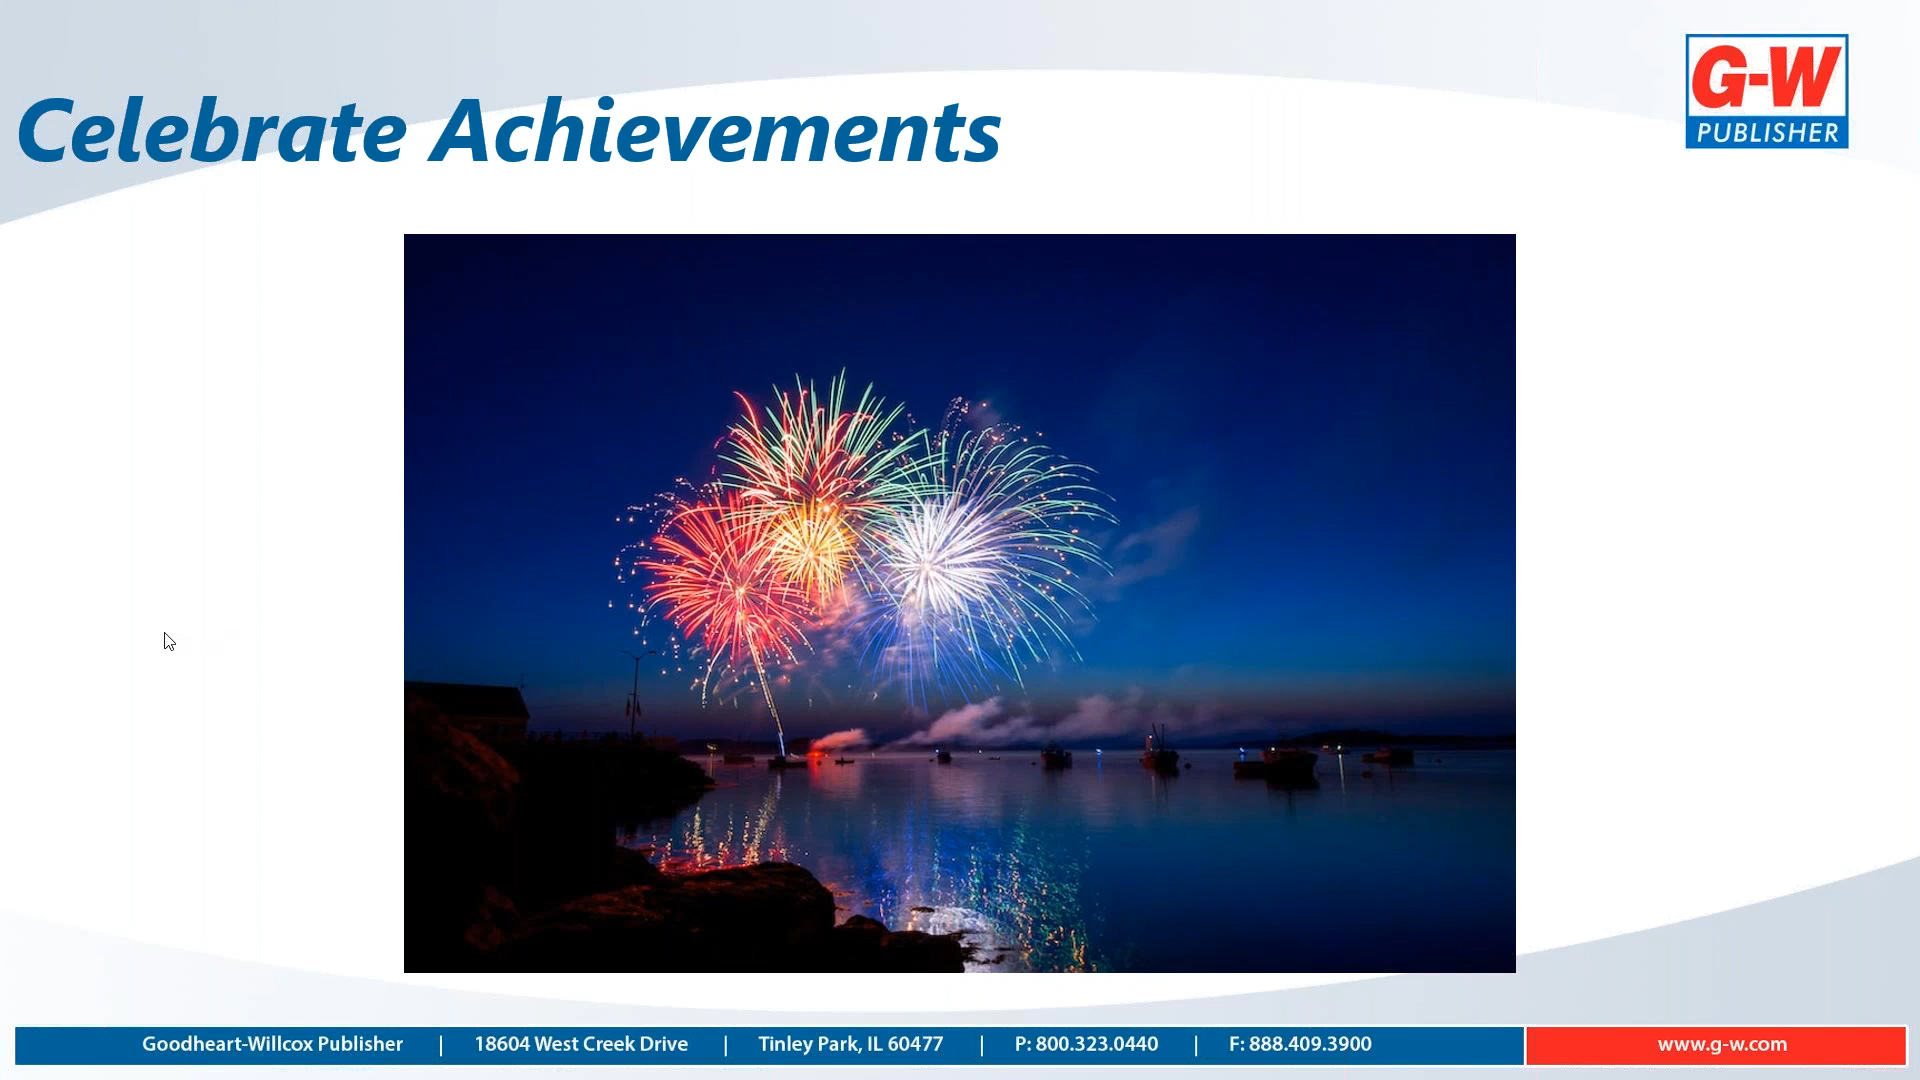 Celebrate Achievements
G-W
PUBLISHER
Goodheart-Willcox Publisher | 18604 West Creek Drive | Tinley Park, IL 60477 | P: 800.323.0440 | F: 888.409.3900
www.g-w.com